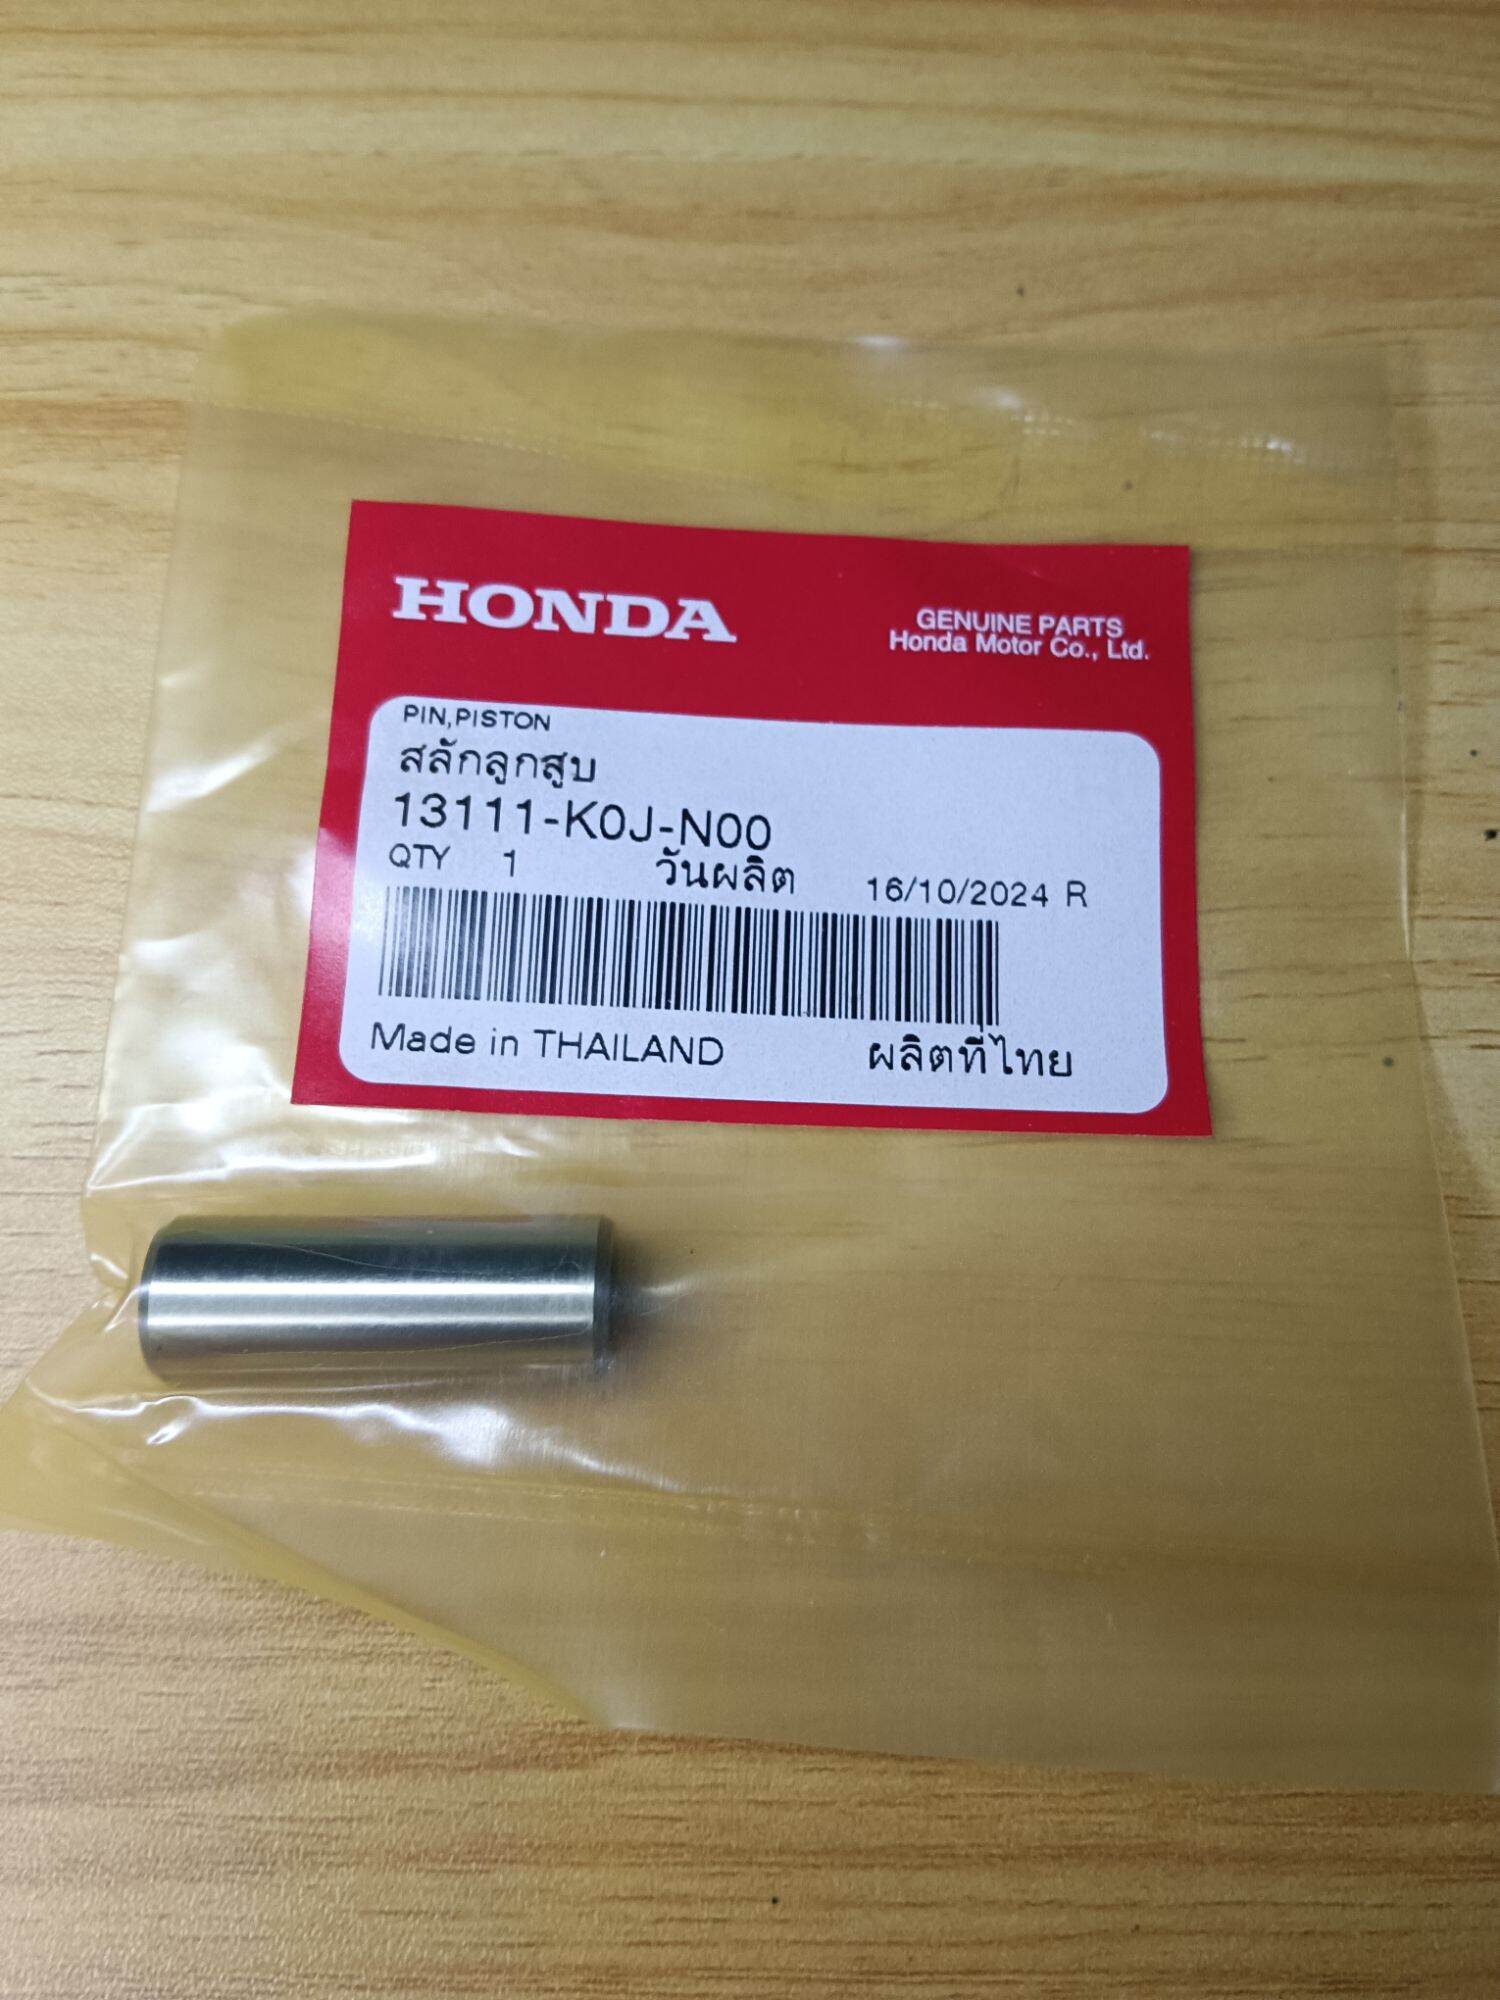 HONDA
GENUINE PARTS
Honda Motor Co., Ltd.
PIN,PISTON
สลักลูกสูบ
13111-K0J-N00
QTY 1 วันผลิต 16/10/2024 R
Made in THAILAND ผลิตที่ไทย